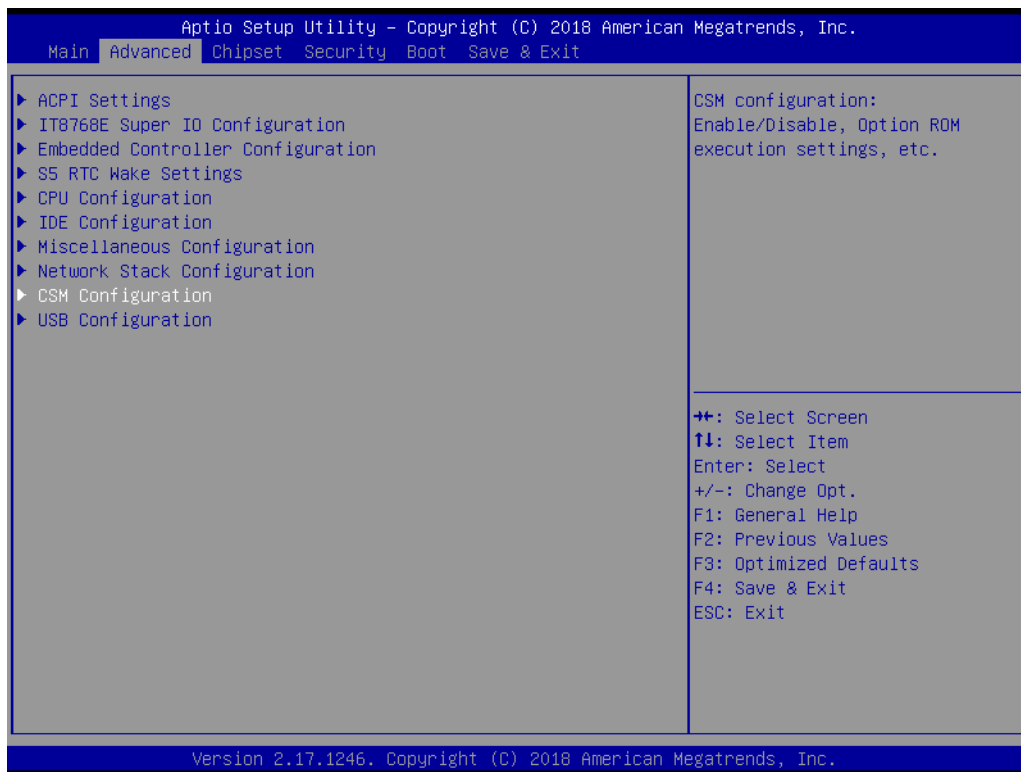 Aptio Setup Utility – Copyright (C) 2018 American Megatrends, Inc.
Main Advanced Chipset Security Boot Save & Exit
ACPI Settings
IT8768E Super IO Configuration
Embedded Controller Configuration
S5 RTC Wake Settings
CPU Configuration
IDE Configuration
Miscellaneous Configuration
Network Stack Configuration
CSM Configuration
USB Configuration
CSM configuration:
Enable/Disable, Option ROM
execution settings, etc.
→←: Select Screen
↑↓: Select Item
Enter: Select
+/-: Change Opt.
F1: General Help
F2: Previous Values
F3: Optimized Defaults
F4: Save & Exit
ESC: Exit
Version 2.17.1246. Copyright (C) 2018 American Megatrends, Inc.